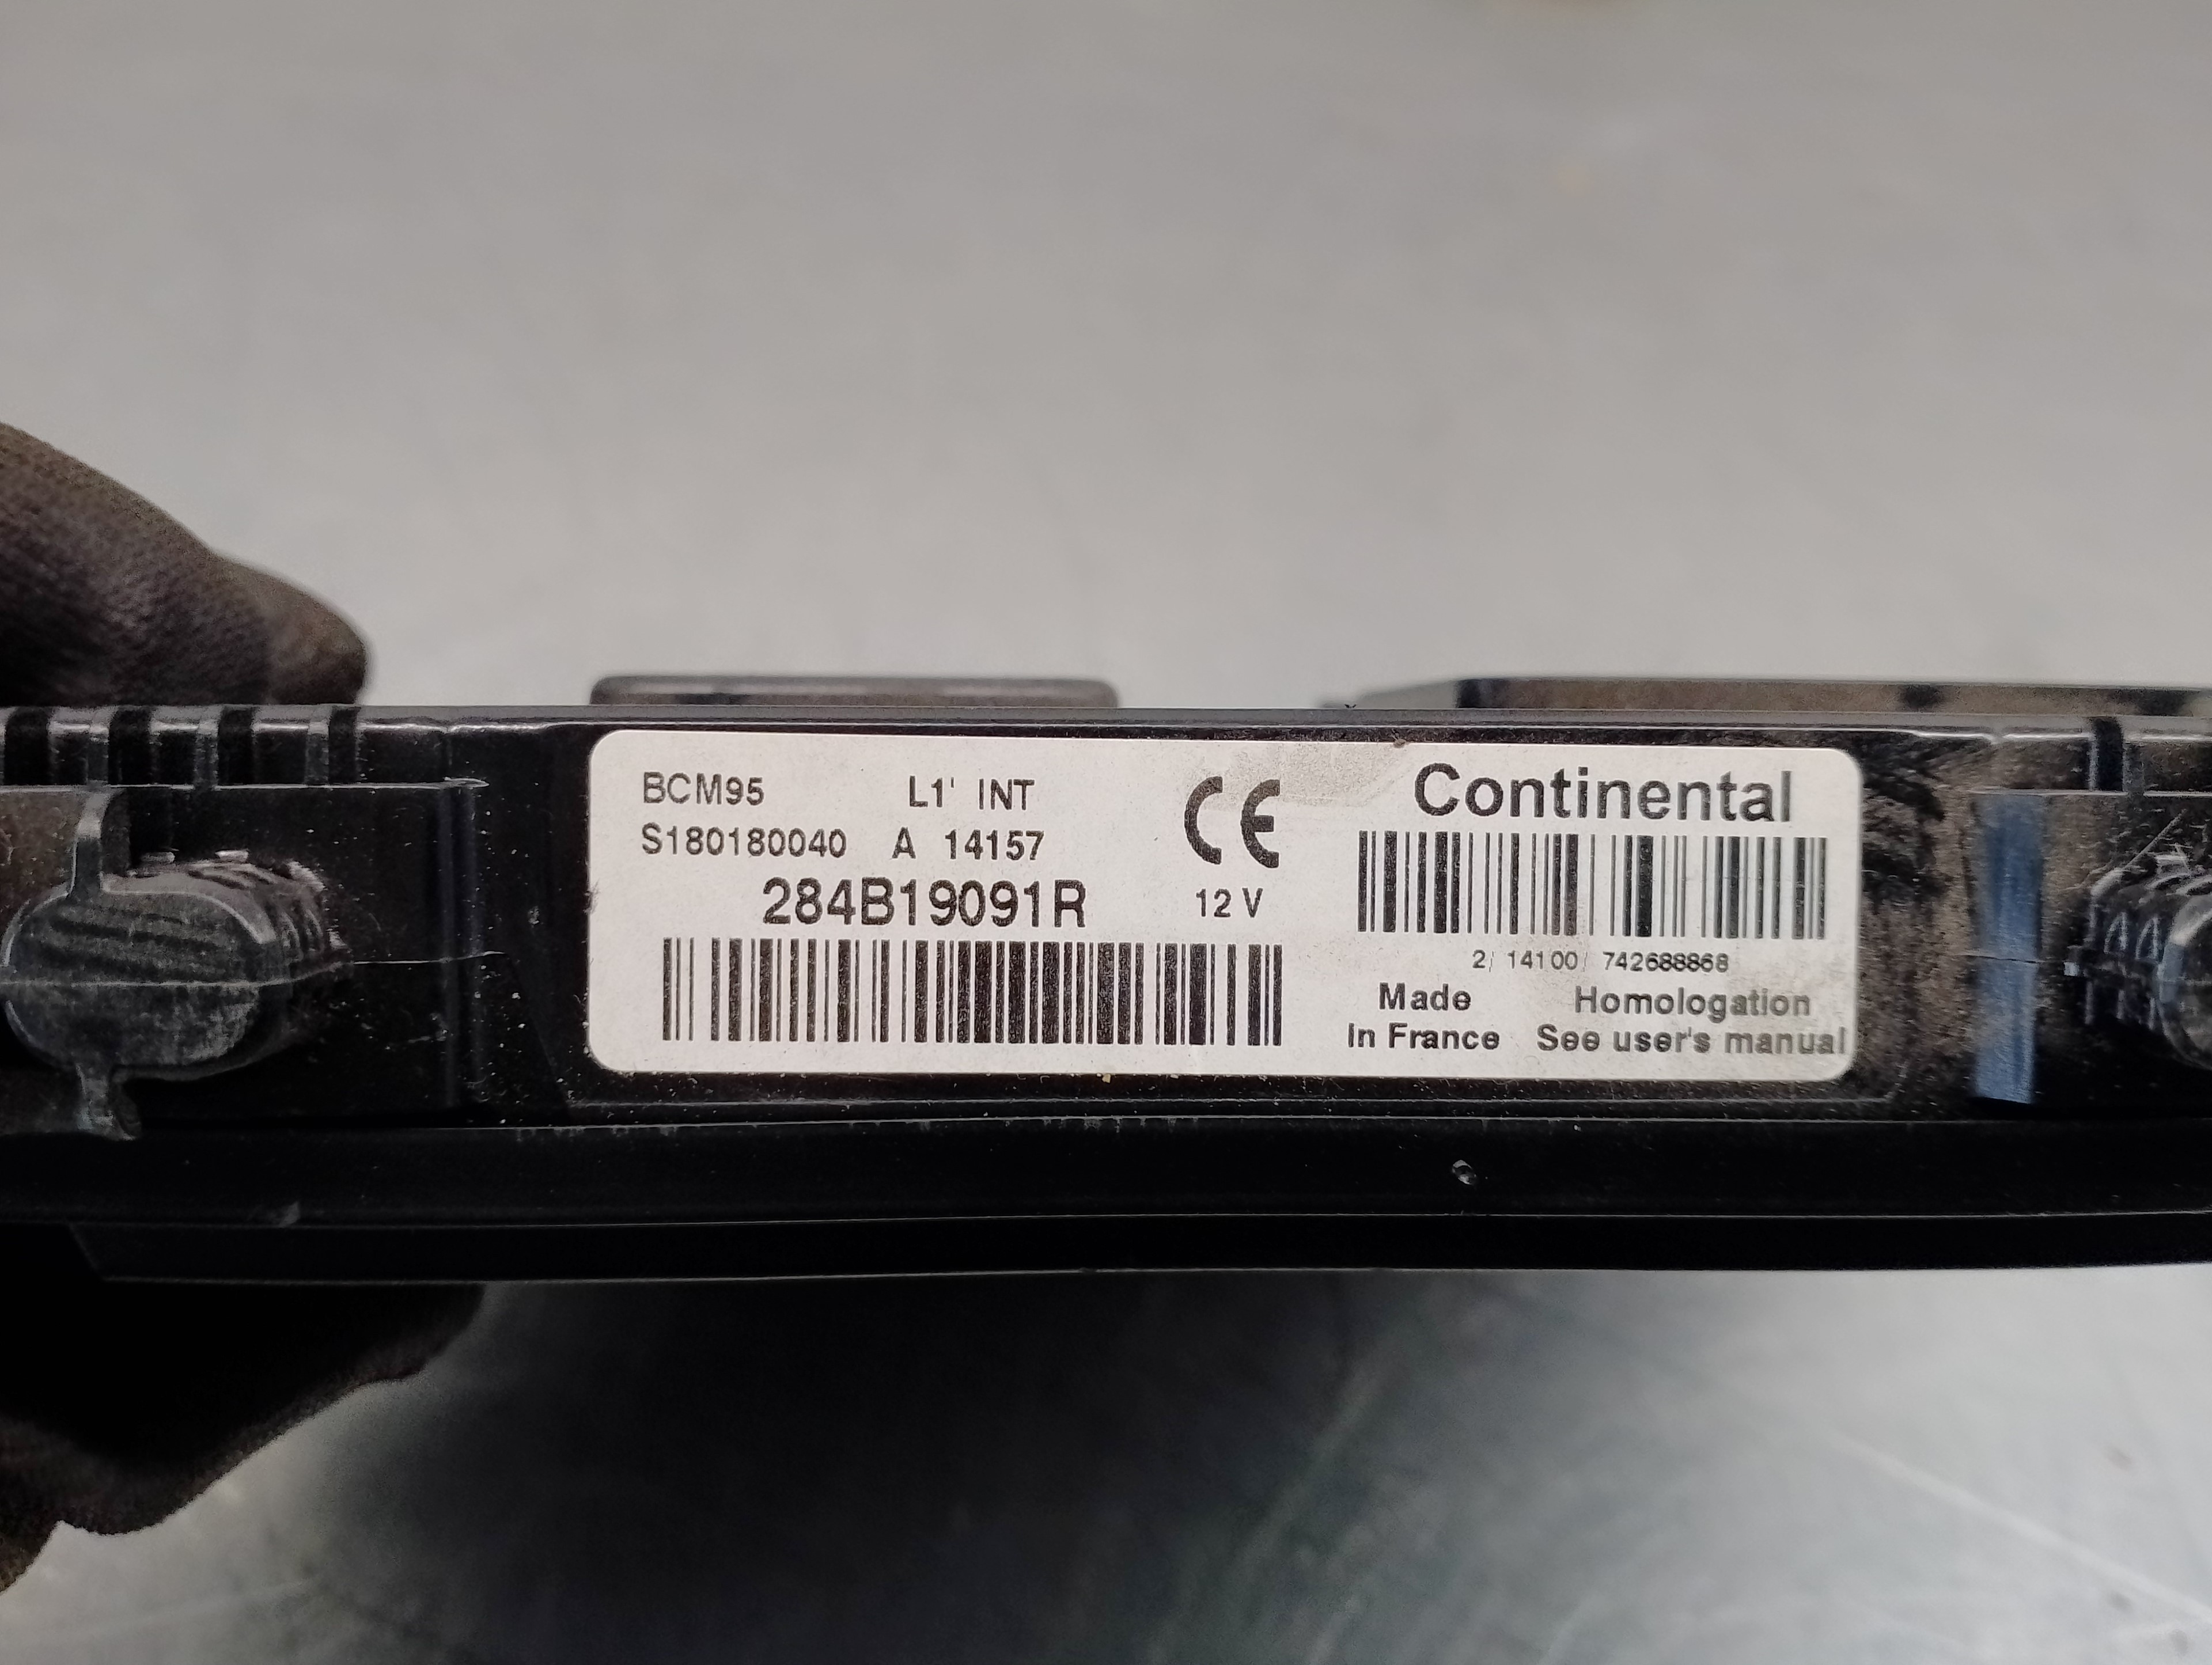 BCM95 L1' INT
S180180040 A 14157
284B19091R
CE
12 V
Continental
2/ 14100/ 742688868
Made
In France
Homologation
See user's manual